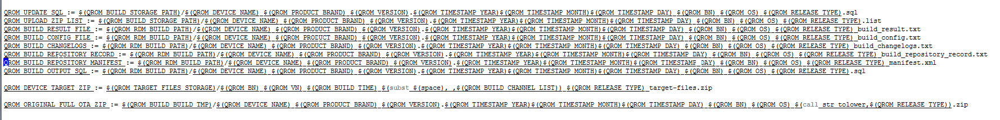 QROM_UPDATE_SQL := $(QROM_BUILD_STORAGE_PATH)/$(QROM_DEVICE_NAME)_$(QROM_PRODUCT_BRAND)_$(QROM_VERSION).$(QROM_TIMESTAMP_YEAR)$(QROM_TIMESTAMP_MONTH)$(QROM_TIMESTAMP_DAY)_$(QROM_BN)_$(QROM_OS)_$(QROM_RELEASE_TYPE).sql
QROM_UPLOAD_ZIP_LIST := $(QROM_BUILD_STORAGE_PATH)/$(QROM_DEVICE_NAME)_$(QROM_PRODUCT_BRAND)_$(QROM_VERSION).$(QROM_TIMESTAMP_YEAR)$(QROM_TIMESTAMP_MONTH)$(QROM_TIMESTAMP_DAY)_$(QROM_BN)_$(QROM_OS)_$(QROM_RELEASE_TYPE).list
QROM_BUILD_RESULT_FILE := $(QROM_RDM_BUILD_PATH)/$(QROM_DEVICE_NAME)_$(QROM_PRODUCT_BRAND)_$(QROM_VERSION).$(QROM_TIMESTAMP_YEAR)$(QROM_TIMESTAMP_MONTH)$(QROM_TIMESTAMP_DAY)_$(QROM_BN)_$(QROM_OS)_$(QROM_RELEASE_TYPE)_build_result.txt
QROM_BUILD_CONFIG_FILE := $(QROM_RDM_BUILD_PATH)/$(QROM_DEVICE_NAME)_$(QROM_PRODUCT_BRAND)_$(QROM_VERSION).$(QROM_TIMESTAMP_YEAR)$(QROM_TIMESTAMP_MONTH)$(QROM_TIMESTAMP_DAY)_$(QROM_BN)_$(QROM_OS)_$(QROM_RELEASE_TYPE)_build_config.txt
QROM_BUILD_CHANGELOGS := $(QROM_RDM_BUILD_PATH)/$(QROM_DEVICE_NAME)_$(QROM_PRODUCT_BRAND)_$(QROM_VERSION).$(QROM_TIMESTAMP_YEAR)$(QROM_TIMESTAMP_MONTH)$(QROM_TIMESTAMP_DAY)_$(QROM_BN)_$(QROM_OS)_$(QROM_RELEASE_TYPE)_build_changelogs.txt
QROM_BUILD_REPOSITORY_RECORD := $(QROM_RDM_BUILD_PATH)/$(QROM_DEVICE_NAME)_$(QROM_PRODUCT_BRAND)_$(QROM_VERSION).$(QROM_TIMESTAMP_YEAR)$(QROM_TIMESTAMP_MONTH)$(QROM_TIMESTAMP_DAY)_$(QROM_BN)_$(QROM_OS)_$(QROM_RELEASE_TYPE)_build_repository_record.txt
QROM_BUILD_REPOSITORY_MANIFEST := $(QROM_RDM_BUILD_PATH)/$(QROM_DEVICE_NAME)_$(QROM_PRODUCT_BRAND)_$(QROM_VERSION).$(QROM_TIMESTAMP_YEAR)$(QROM_TIMESTAMP_MONTH)$(QROM_TIMESTAMP_DAY)_$(QROM_BN)_$(QROM_OS)_$(QROM_RELEASE_TYPE)_manifest.xml
QROM_BUILD_OUTPUT_SQL := $(QROM_RDM_BUILD_PATH)/$(QROM_DEVICE_NAME)_$(QROM_PRODUCT_BRAND)_$(QROM_VERSION).$(QROM_TIMESTAMP_YEAR)$(QROM_TIMESTAMP_MONTH)$(QROM_TIMESTAMP_DAY)_$(QROM_BN)_$(QROM_OS)_$(QROM_RELEASE_TYPE).sql
QROM_DEVICE_TARGET_ZIP := $(QROM_TARGET_FILES_STORAGE)/$(QROM_BN)_$(QROM_VN)_$(QROM_BUILD_TIME)_$(subst $(space),_,$(QROM_BUILD_CHANNEL_LIST))_$(QROM_RELEASE_TYPE)_target-files.zip
QROM_ORIGINAL_FULL_OTA_ZIP := $(QROM_BUILD_BUILD_TMP)/$(QROM_DEVICE_NAME)_$(QROM_PRODUCT_BRAND)_$(QROM_VERSION).$(QROM_TIMESTAMP_YEAR)$(QROM_TIMESTAMP_MONTH)$(QROM_TIMESTAMP_DAY)_$(QROM_BN)_$(QROM_OS)_$(call str_tolower,$(QROM_RELEASE_TYPE)).zip